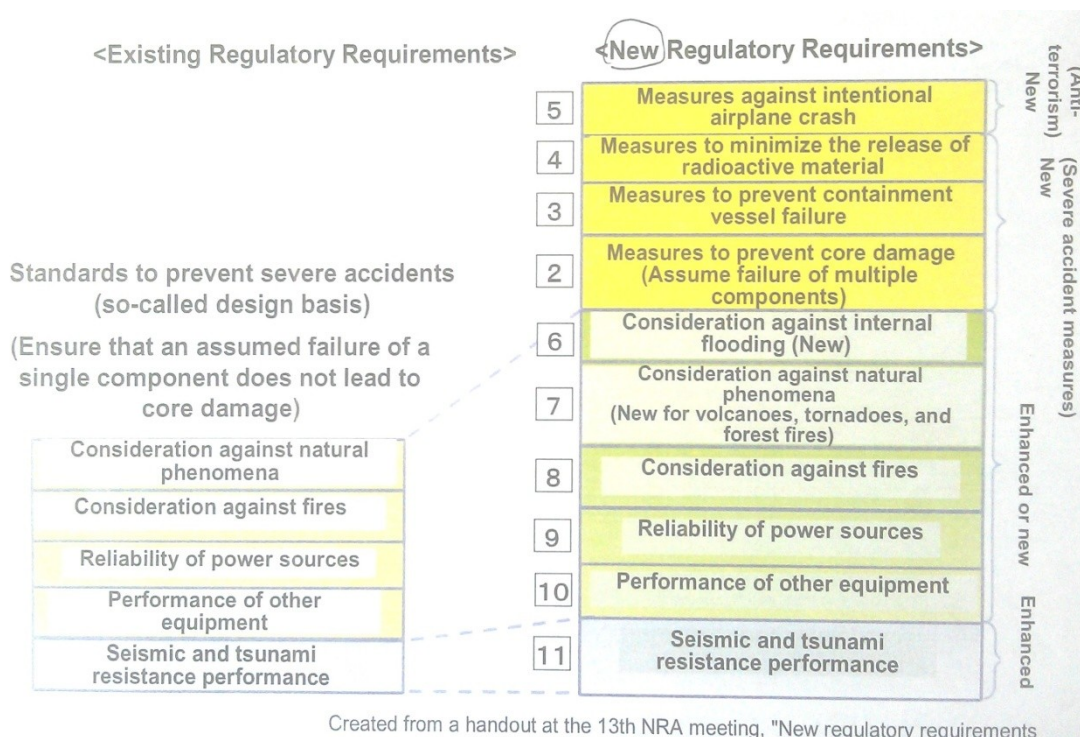 <Existing Regulatory Requirements>
Standards to prevent severe accidents
(so-called design basis)
(Ensure that an assumed failure of a
single component does not lead to
core damage)
Consideration against natural
phenomena
Consideration against fires
Reliability of power sources
Performance of other
equipment
Seismic and tsunami
resistance performance
<New Regulatory Requirements>
5
Measures against intentional
airplane crash
4
Measures to minimize the release of
radioactive material
3
Measures to prevent containment
vessel failure
2
Measures to prevent core damage
(Assume failure of multiple
components)
6
Consideration against internal
flooding (New)
7
Consideration against natural
phenomena
(New for volcanoes, tornadoes, and
forest fires)
8
Consideration against fires
9
Reliability of power sources
10
Performance of other equipment
11
Seismic and tsunami
resistance performance
(Anti-
terrorism)
New
(Severe accident measures)
New
Enhanced or new
Enhanced
Created from a handout at the 13th NRA meeting, "New regulatory requirements